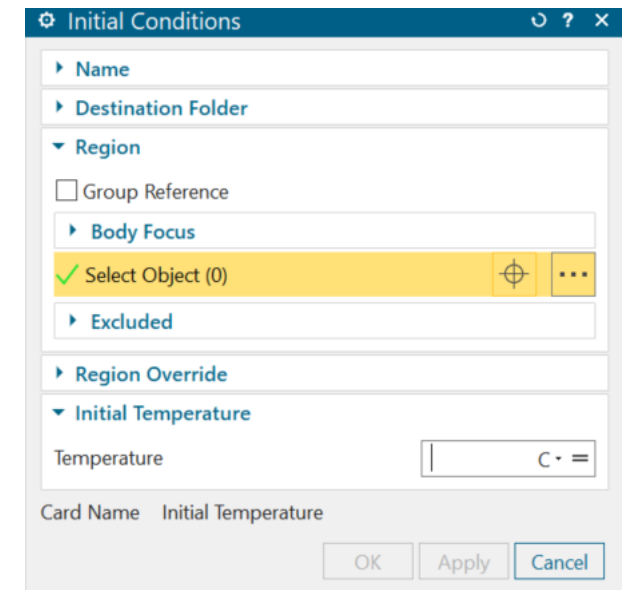 Initial Conditions ?
Name
Destination Folder
Region
Group Reference
Body Focus
Select Object (0)
Excluded
Region Override
Initial Temperature
Temperature C
Card Name Initial Temperature
OK Apply Cancel